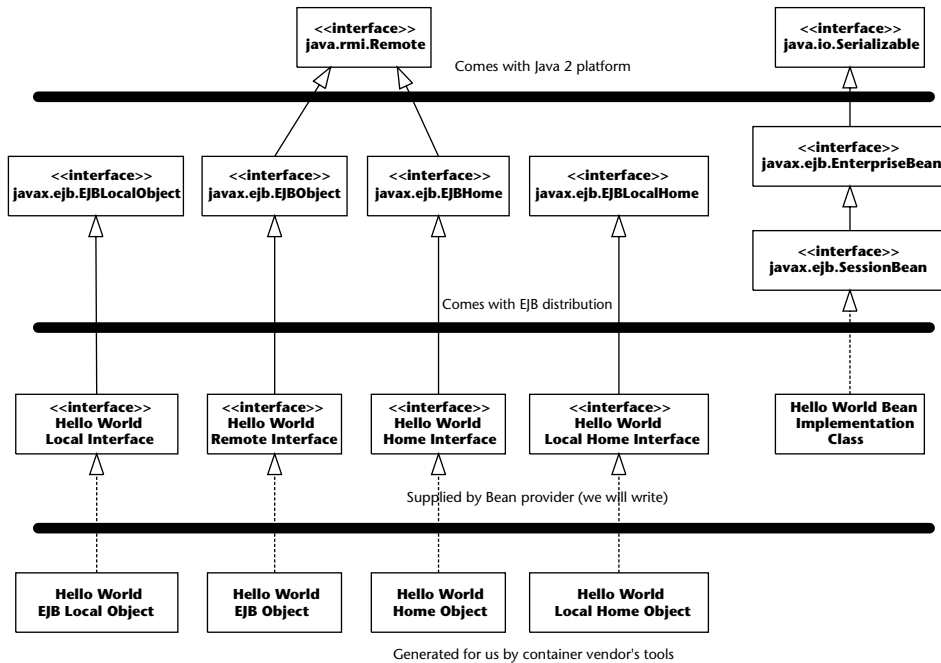 <<interface>>
java.rmi.Remote
<<interface>>
java.io.Serializable
Comes with Java 2 platform
<<interface>>
javax.ejb.EnterpriseBean
<<interface>>
javax.ejb.EJBLocalObject
<<interface>>
javax.ejb.EJBObject
<<interface>>
javax.ejb.EJBHome
<<interface>>
javax.ejb.EJBLocalHome
<<interface>>
javax.ejb.SessionBean
Comes with EJB distribution
<<interface>>
Hello World
Local Interface
<<interface>>
Hello World
Remote Interface
<<interface>>
Hello World
Home Interface
<<interface>>
Hello World
Local Home Interface
Hello World Bean
Implementation
Class
Supplied by Bean provider (we will write)
Hello World
EJB Local Object
Hello World
EJB Object
Hello World
Home Object
Hello World
Local Home Object
Generated for us by container vendor's tools